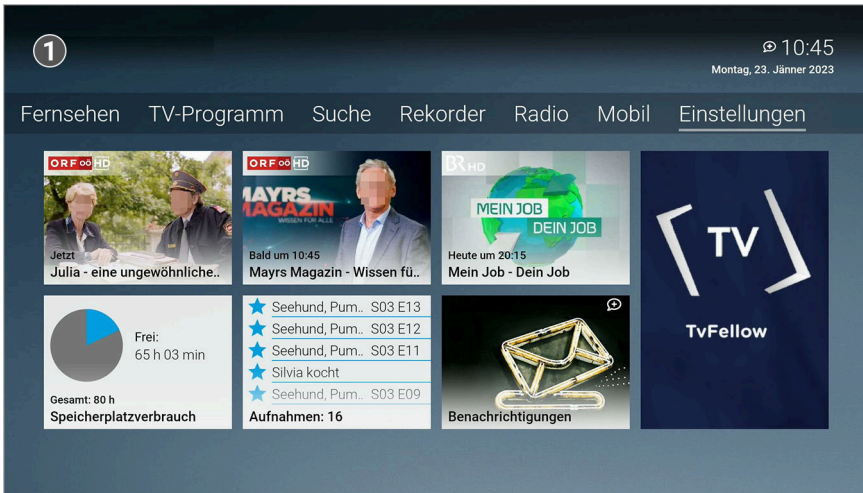 1
10:45
Montag, 23. Jänner 2023
Fernsehen TV-Programm Suche Rekorder Radio Mobil Einstellungen
ORF oö HD
Jetzt
Julia - eine ungewöhnliche..
ORF oö HD
MAYRS
MAGAZIN
WISSEN FÜR ALLE
Bald um 10:45
Mayrs Magazin - Wissen fü..
BR HD
MEIN JOB
DEIN JOB
Heute um 20:15
Mein Job - Dein Job
TV
TvFellow
Frei:
65 h 03 min
Gesamt: 80 h
Speicherplatzverbrauch
Seehund, Pum.. S03 E13
Seehund, Pum.. S03 E12
Seehund, Pum.. S03 E11
Silvia kocht
Seehund, Pum.. S03 E09
Aufnahmen: 16
Benachrichtigungen